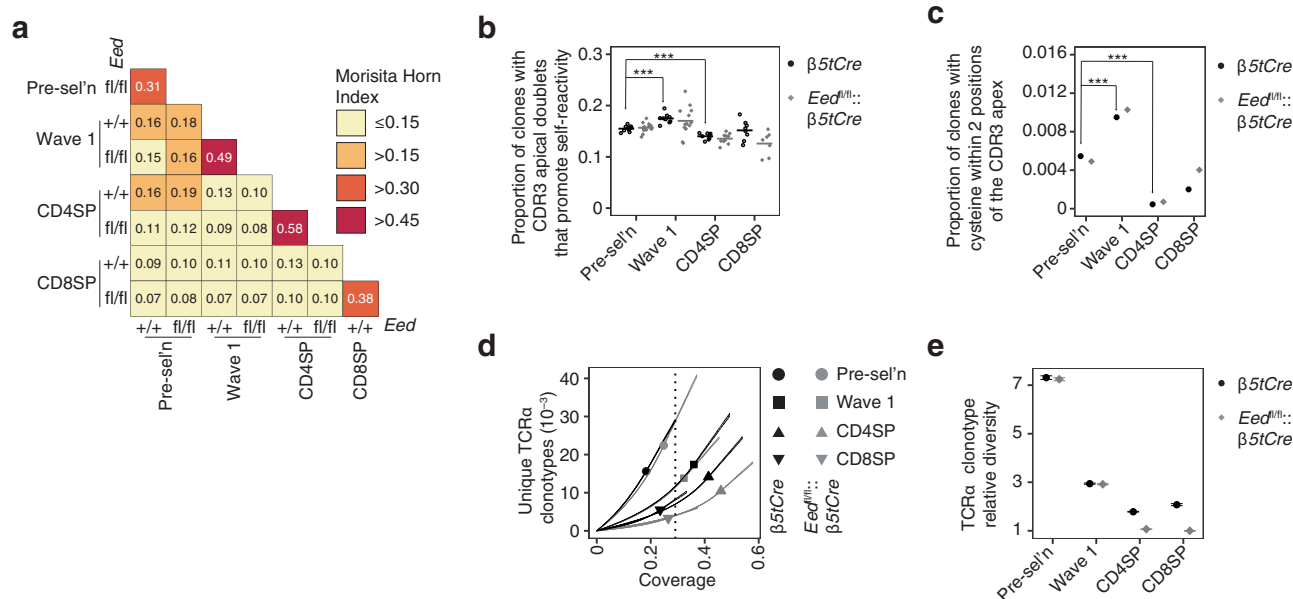 a
Eed
Pre-sel'n fl/fl 0.31
Wave 1
+/+ 0.16 0.18
fl/fl 0.15 0.16 0.49
CD4SP
+/+ 0.16 0.19 0.13 0.10
fl/fl 0.11 0.12 0.09 0.08 0.58
CD8SP
+/+ 0.09 0.10 0.11 0.10 0.13 0.10
fl/fl 0.07 0.08 0.07 0.07 0.10 0.10 0.38
+/+ fl/fl +/+ fl/fl +/+ fl/fl +/+ Eed
Pre-sel'n
Wave 1
CD4SP
CD8SP
Morisita Horn
Index
≤0.15
>0.15
>0.30
>0.45
b
Proportion of clones with
CDR3 apical doublets
that promote self-reactivity
0.3
0.2
0.1
0
***
***
Pre-sel'n
Wave 1
CD4SP
CD8SP
β5tCre
Eedfl/fl::
β5tCre
c
Proportion of clones with
cysteine within 2 positions
of the CDR3 apex
0.016
0.012
0.008
0.004
0
***
***
Pre-sel'n
Wave 1
CD4SP
CD8SP
β5tCre
Eedfl/fl::
β5tCre
d
Unique TCRα
clonotypes (10⁻³)
40
30
20
10
0
0
0.2
0.4
0.6
Coverage
Pre-sel'n
Wave 1
CD4SP
CD8SP
β5tCre
Eedfl/fl::
β5tCre
e
TCRα clonotype
relative diversity
7
5
3
1
Pre-sel'n
Wave 1
CD4SP
CD8SP
β5tCre
Eedfl/fl::
β5tCre